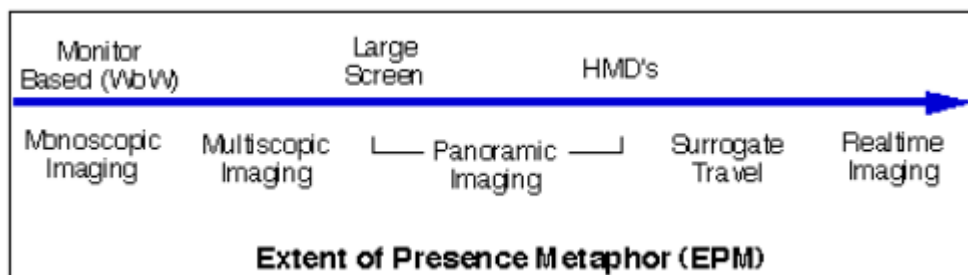 Monitor
Based (WoW)
Large
Screen
HMD's
Monoscopic
Imaging
Multiscopic
Imaging
Panoramic
Imaging
Surrogate
Travel
Realtime
Imaging
Extent of Presence Metaphor (EPM)